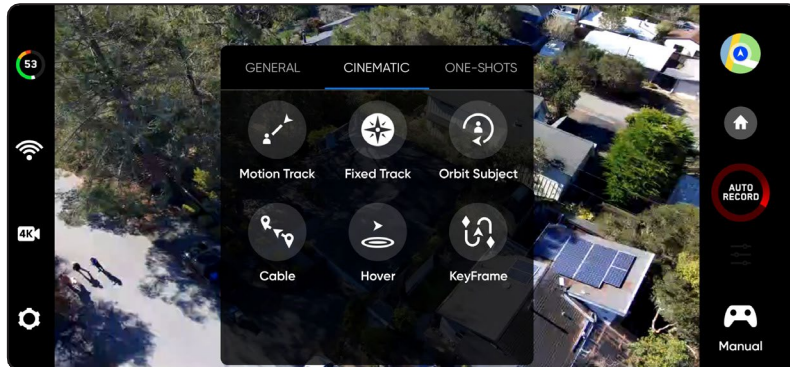 53
4K
GENERAL CINEMATIC ONE-SHOTS
Motion Track Fixed Track Orbit Subject
Cable Hover KeyFrame
AUTO
RECORD
Manual